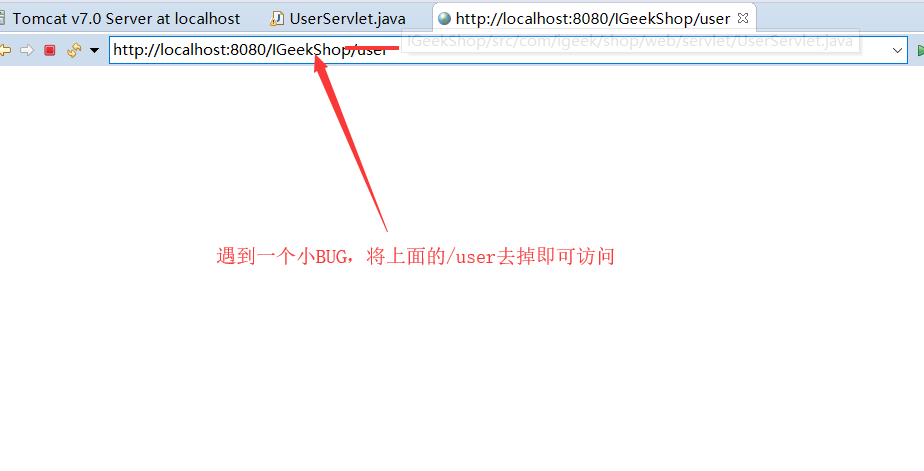 Tomcat v7.0 Server at localhost
UserServlet.java
http://localhost:8080/IGeekShop/user
http://localhost:8080/IGeekShop/user
IGeekShop/src/com/igeek/shop/web/servlet/UserServlet.java
遇到一个小BUG，将上面的/user去掉即可访问